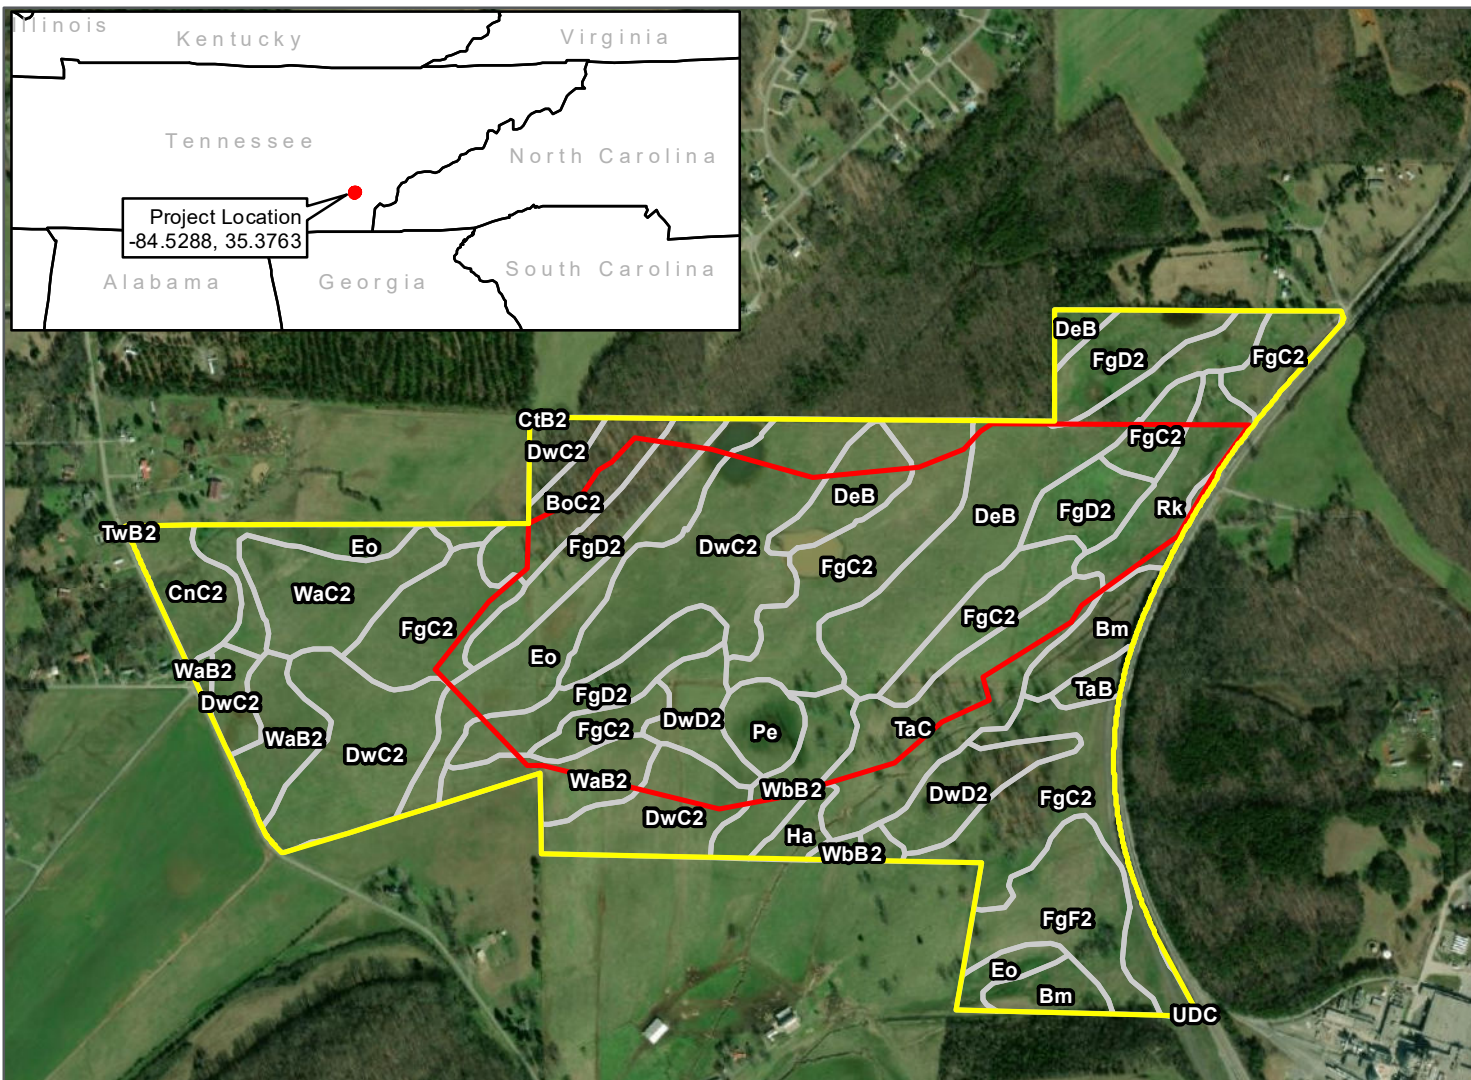 Illinois
Kentucky
Virginia
Tennessee
North Carolina
Project Location
-84.5288, 35.3763
South Carolina
Alabama
Georgia
DeB
FgD2
FgC2
CtB2
DwC2
FgC2
BoC2
DeB
DeB
FgD2
Rk
TwB2
Eo
FgD2
DwC2
FgC2
CnC2
WaC2
FgC2
FgC2
Bm
WaB2
Eo
TaB
DwC2
FgD2
DwD2
FgC2
Pe
TaC
WaB2
DwC2
WaB2
WbB2
DwD2
FgC2
DwC2
Ha
WbB2
FgF2
Eo
Bm
UDC